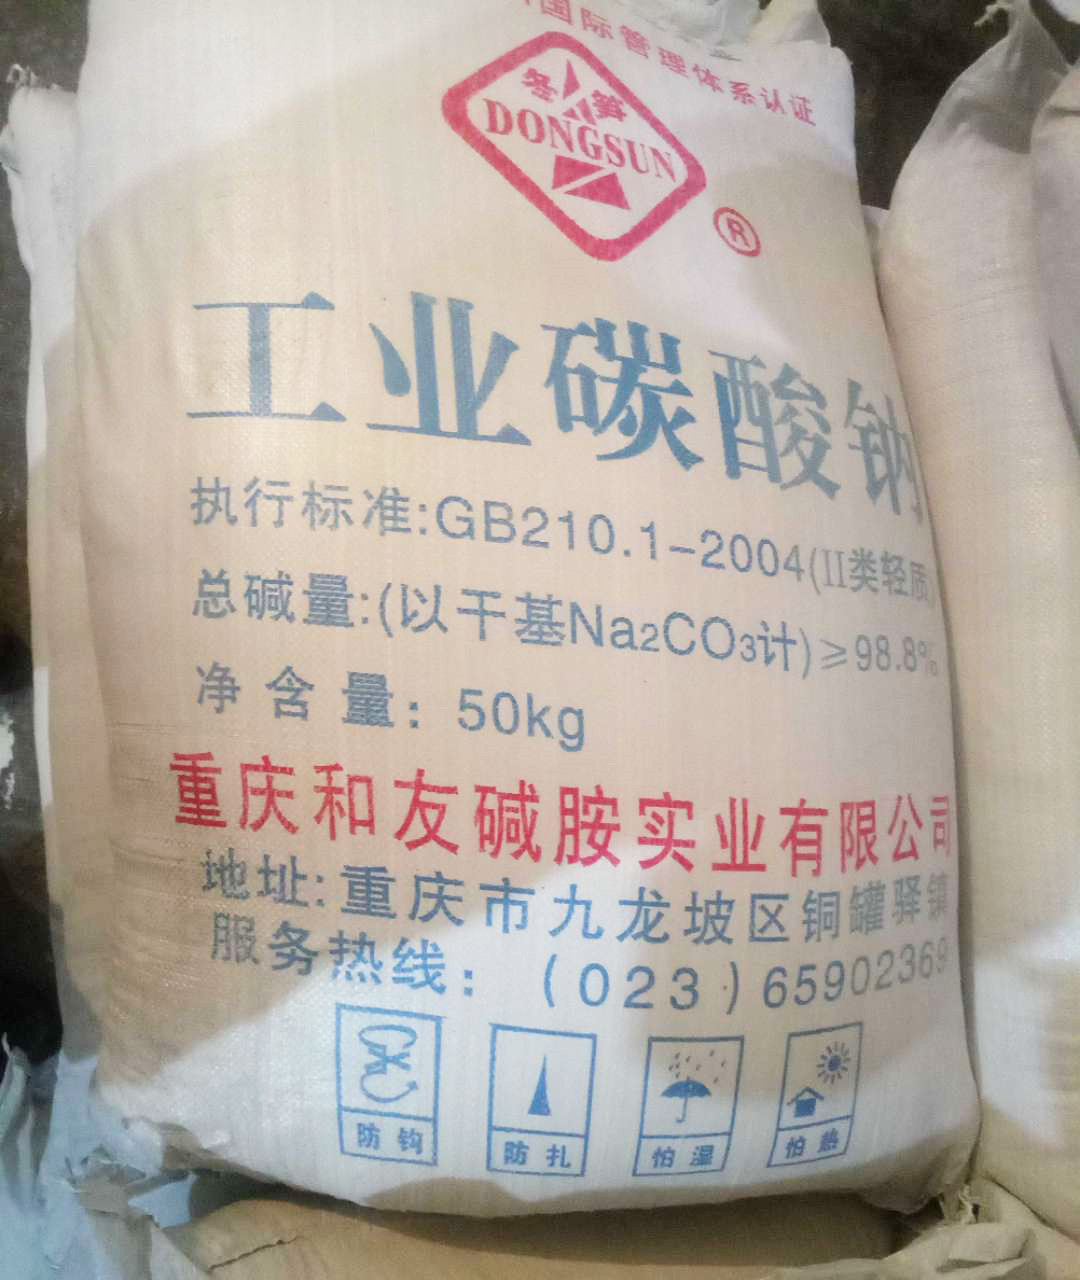 国际管理体系认证
冬笋
DONGSUN
®
工业碳酸钠
执行标准:GB210.1-2004(II类轻质)
总碱量:(以干基Na₂CO₃计)≥98.8%
净含量：50kg
重庆和友碱胺实业有限公司
地址:重庆市九龙坡区铜罐驿镇
服务热线：(023)65902369
防钩
防扎
怕湿
怕热